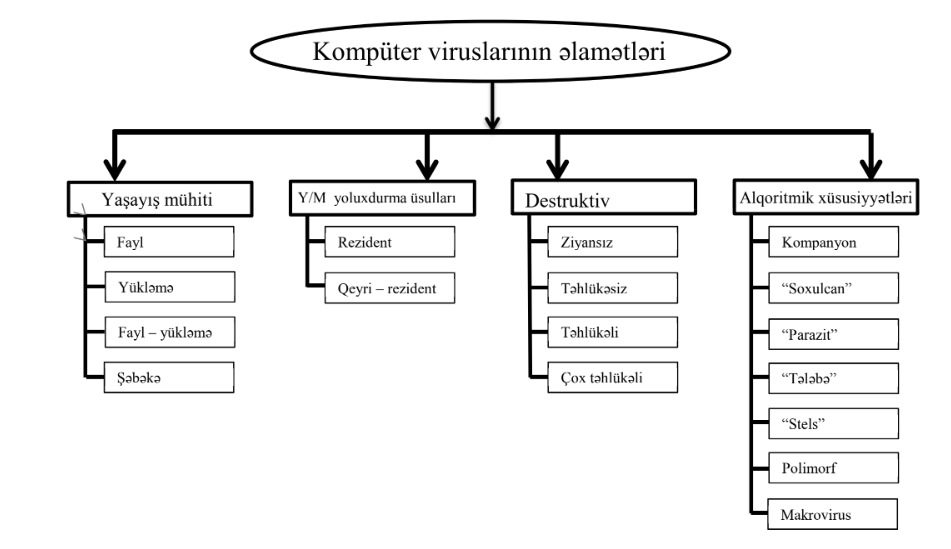 Kompüter viruslarının əlamətləri
Yaşayış mühiti
Fayl
Yükləmə
Fayl – yükləmə
Şəbəkə
Y/M yoluxdurma üsulları
Rezident
Qeyri – rezident
Destruktiv
Ziyansız
Təhlükəsiz
Təhlükəli
Çox təhlükəli
Alqoritmik xüsusiyyətləri
Kompanyon
“Soxulcan”
“Parazit”
“Tələbə”
“Stels”
Polimorf
Makrovirus